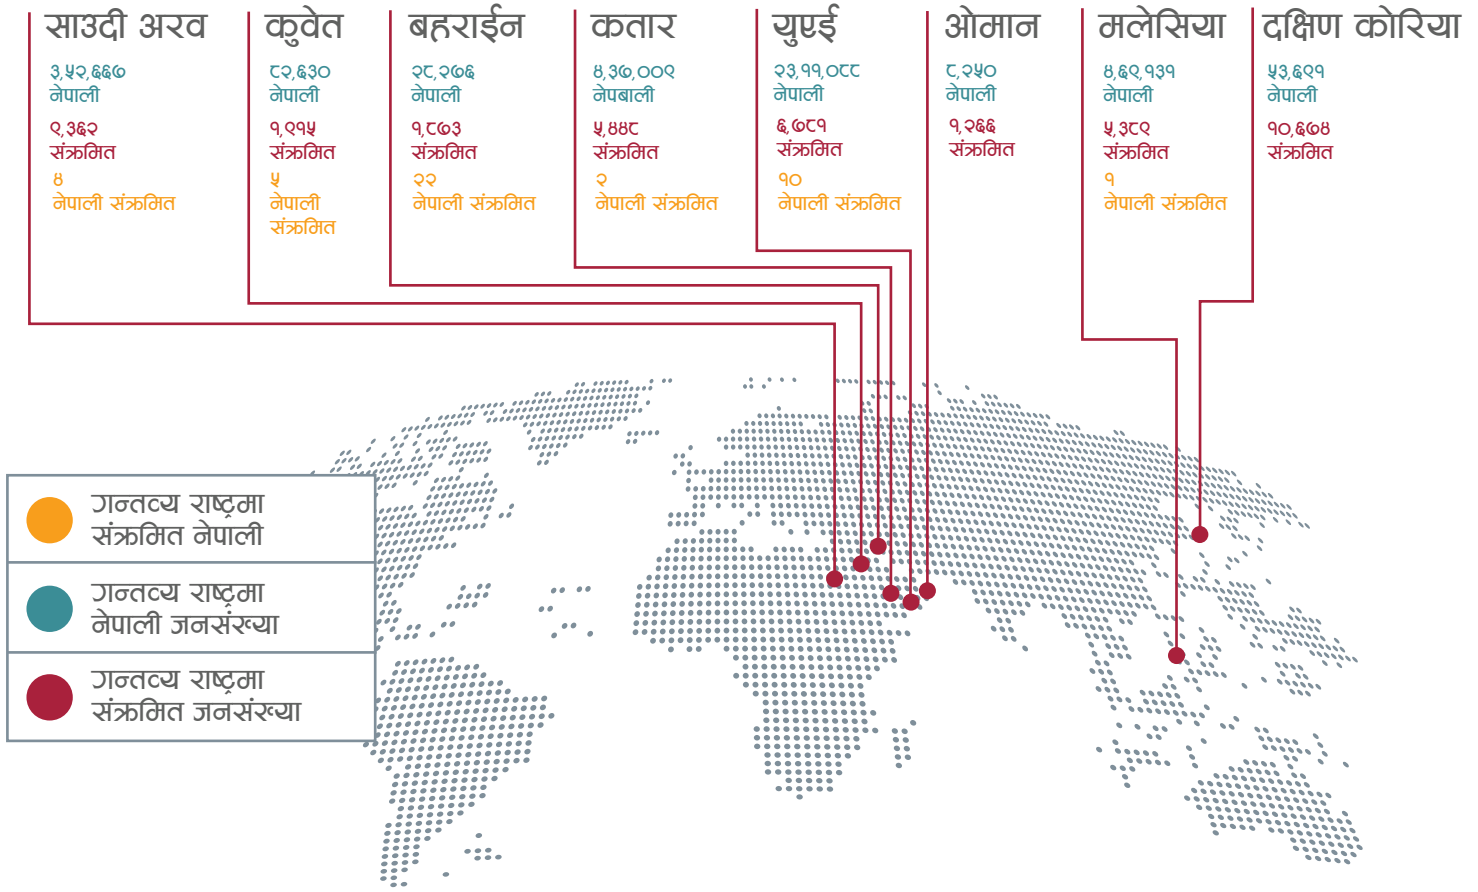 साउदी अरव
३,५२,६६७
नेपाली
९,३६२
संक्रमित
४
नेपाली संक्रमित
कुवेत
८२,६३०
नेपाली
१,९१५
संक्रमित
५
नेपाली
संक्रमित
बहराईन
२८,२७६
नेपाली
१,८७३
संक्रमित
२२
नेपाली संक्रमित
कतार
४,३७,००९
नेपबाली
५,४४८
संक्रमित
२
नेपाली संक्रमित
युएई
२३,११,०८८
नेपाली
६,७८१
संक्रमित
१०
नेपाली संक्रमित
ओमान
८,२५०
नेपाली
१,२६६
संक्रमित
मलेसिया
४,६९,१३१
नेपाली
५,३८९
संक्रमित
१
नेपाली संक्रमित
दक्षिण कोरिया
५३,६९१
नेपाली
१०,६७४
संक्रमित
गन्तव्य राष्ट्रमा
संक्रमित नेपाली
गन्तव्य राष्ट्रमा
नेपाली जनसंख्या
गन्तव्य राष्ट्रमा
संक्रमित जनसंख्या